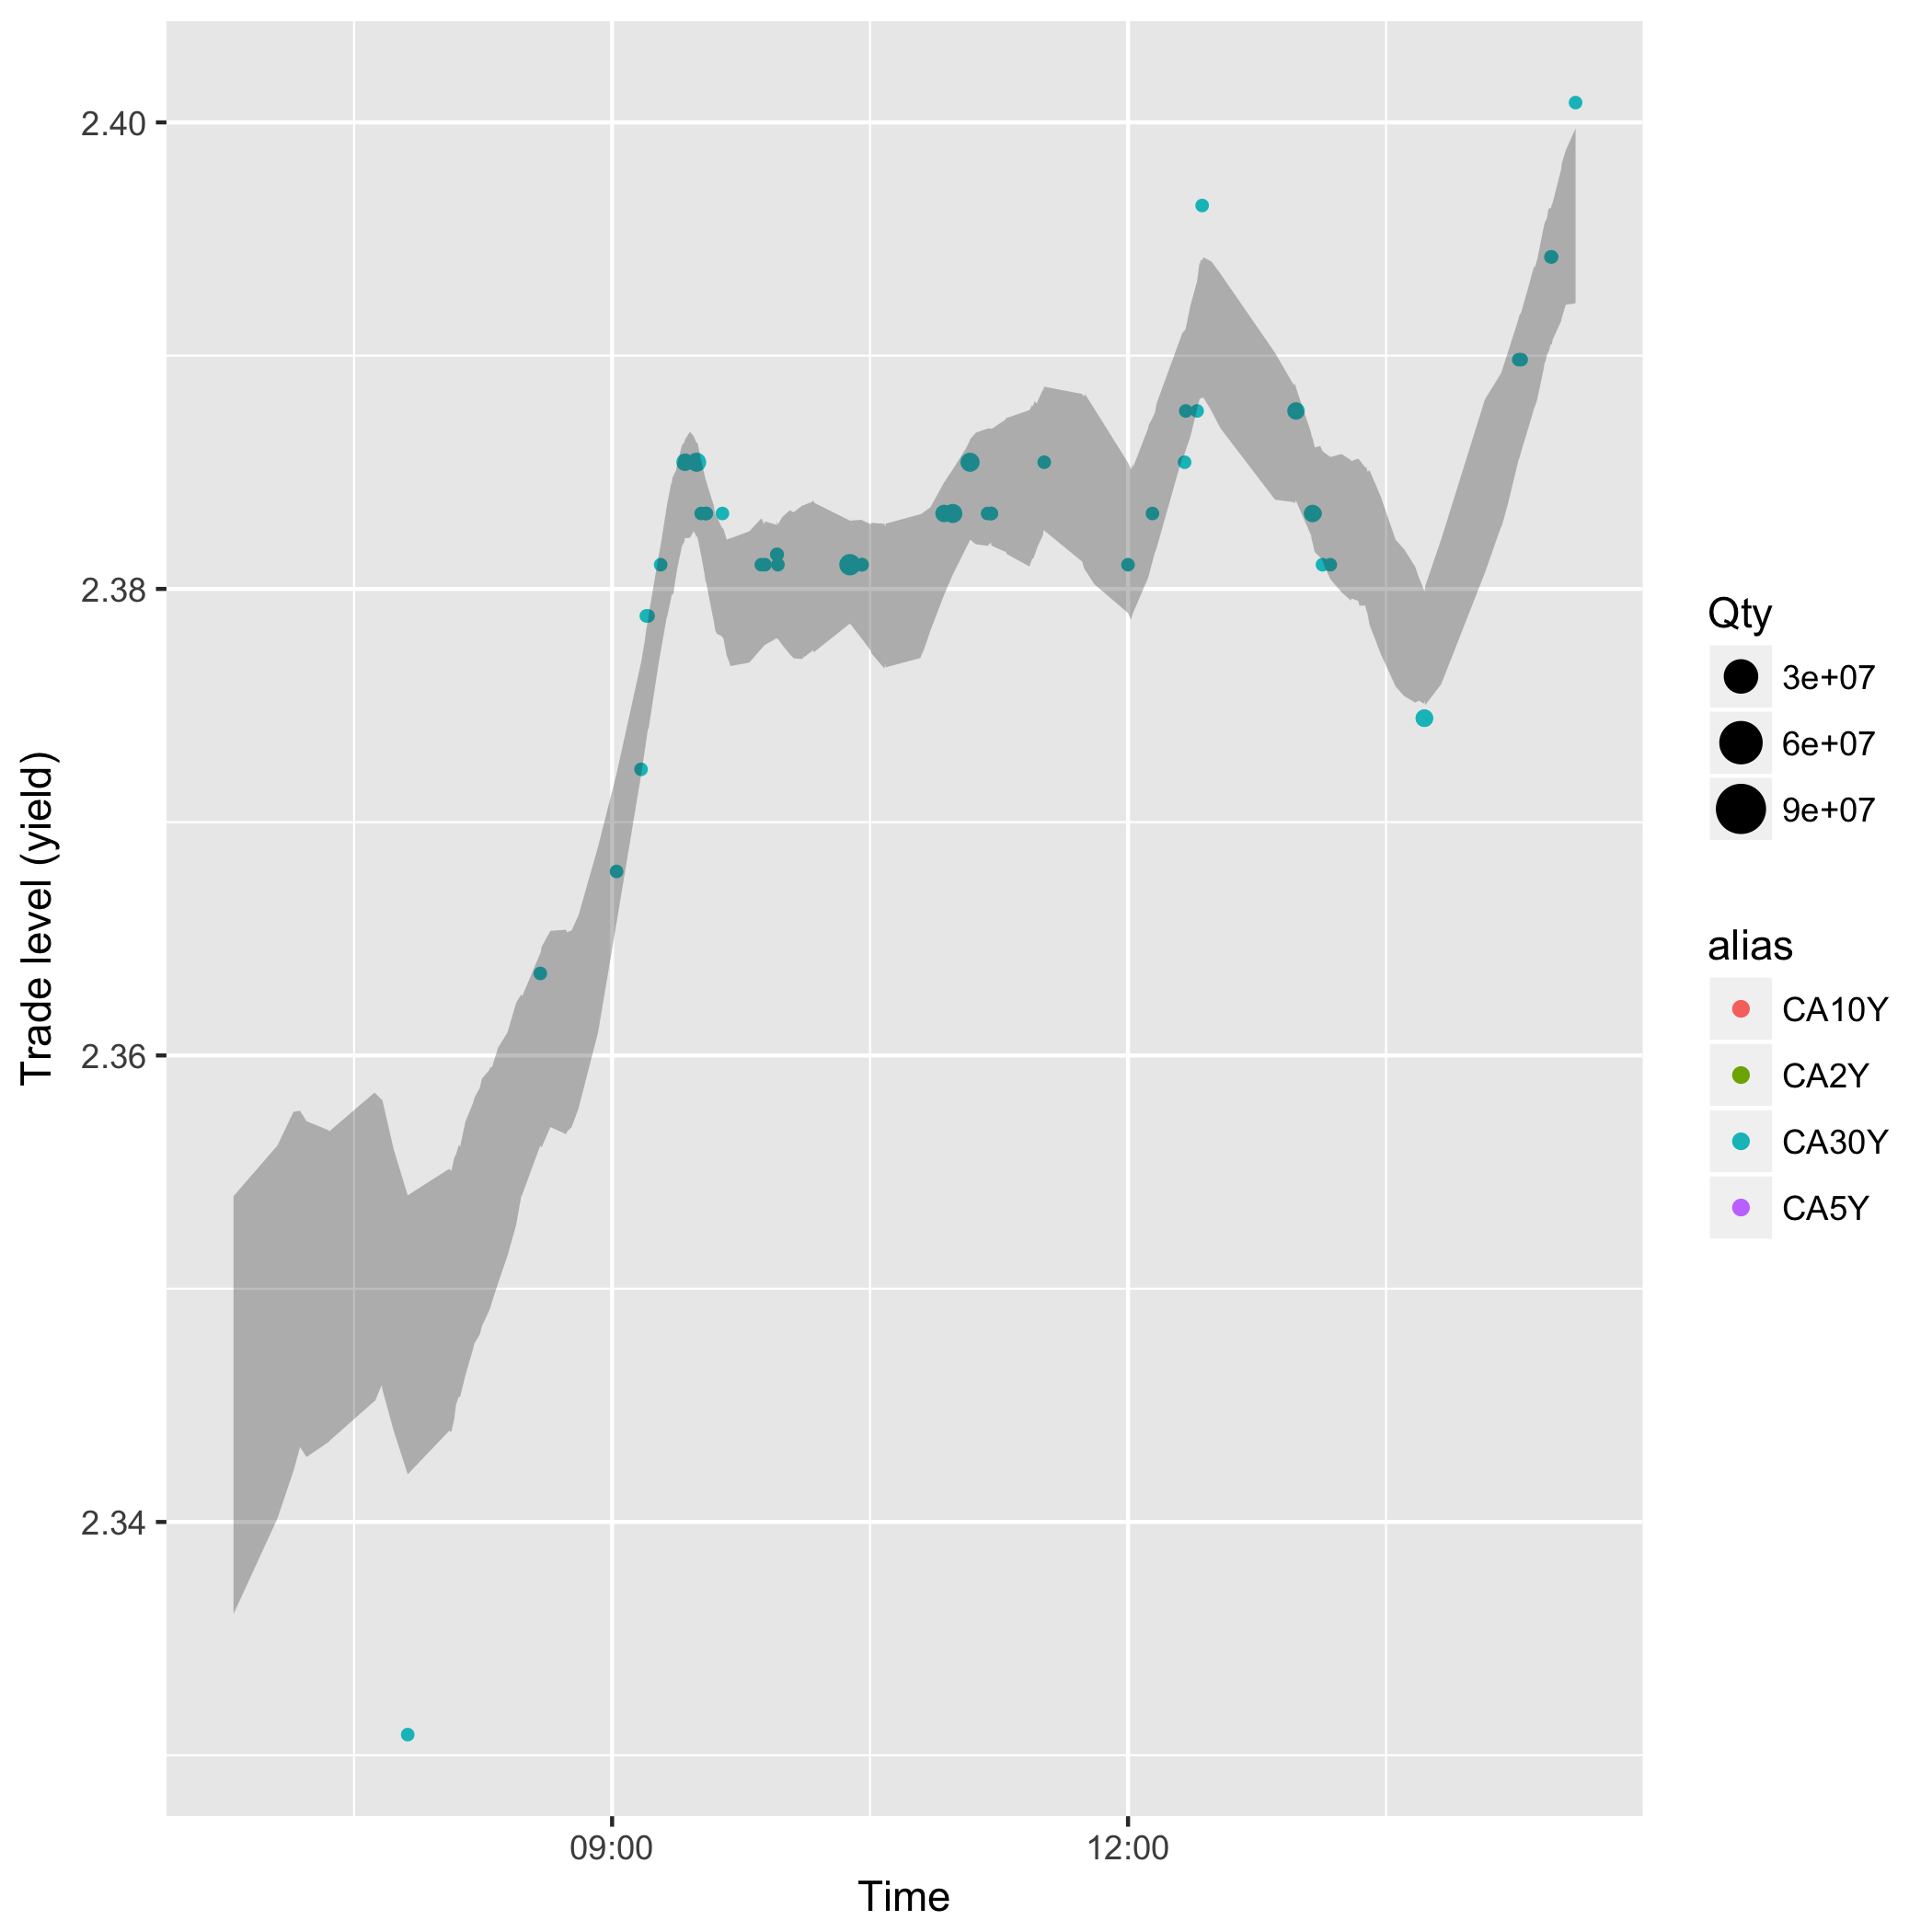 2.40
2.38
2.36
2.34
Trade level (yield)
09:00
12:00
Time
Qty
3e+07
6e+07
9e+07
alias
CA10Y
CA2Y
CA30Y
CA5Y